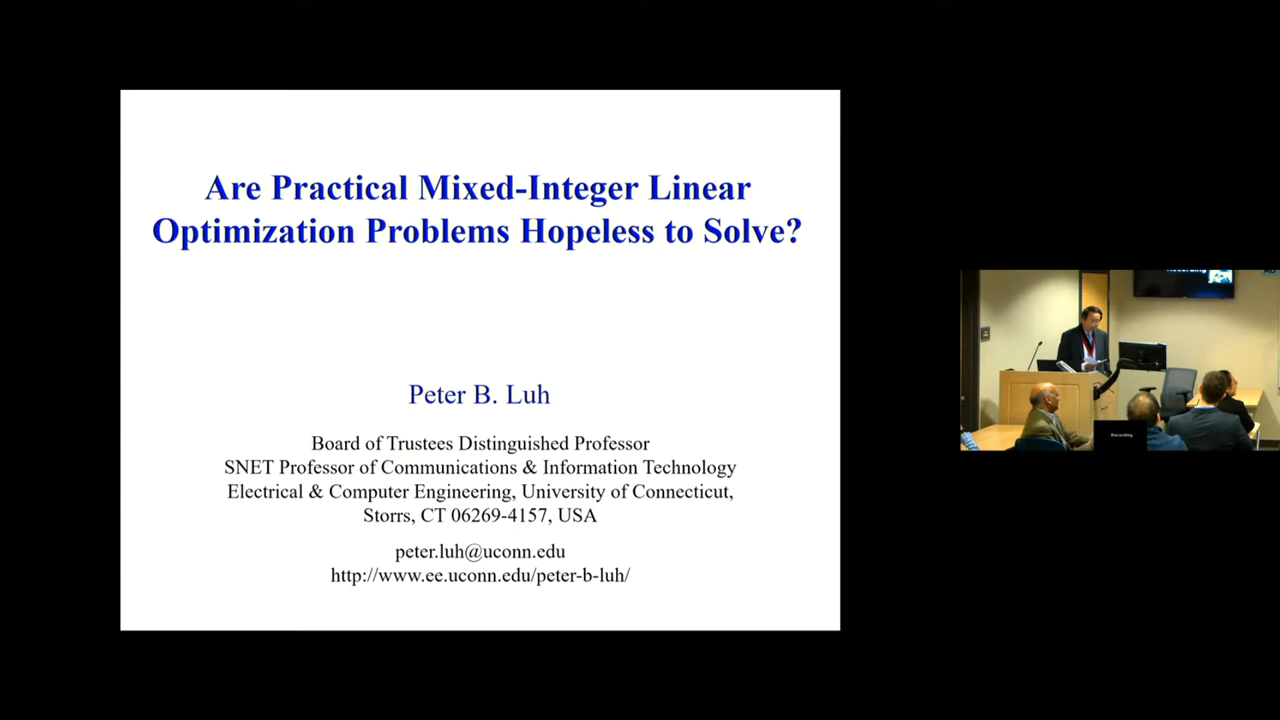 Are Practical Mixed-Integer Linear
Optimization Problems Hopeless to Solve?
Peter B. Luh
Board of Trustees Distinguished Professor
SNET Professor of Communications & Information Technology
Electrical & Computer Engineering, University of Connecticut,
Storrs, CT 06269-4157, USA
peter.luh@uconn.edu
http://www.ee.uconn.edu/peter-b-luh/
Recording